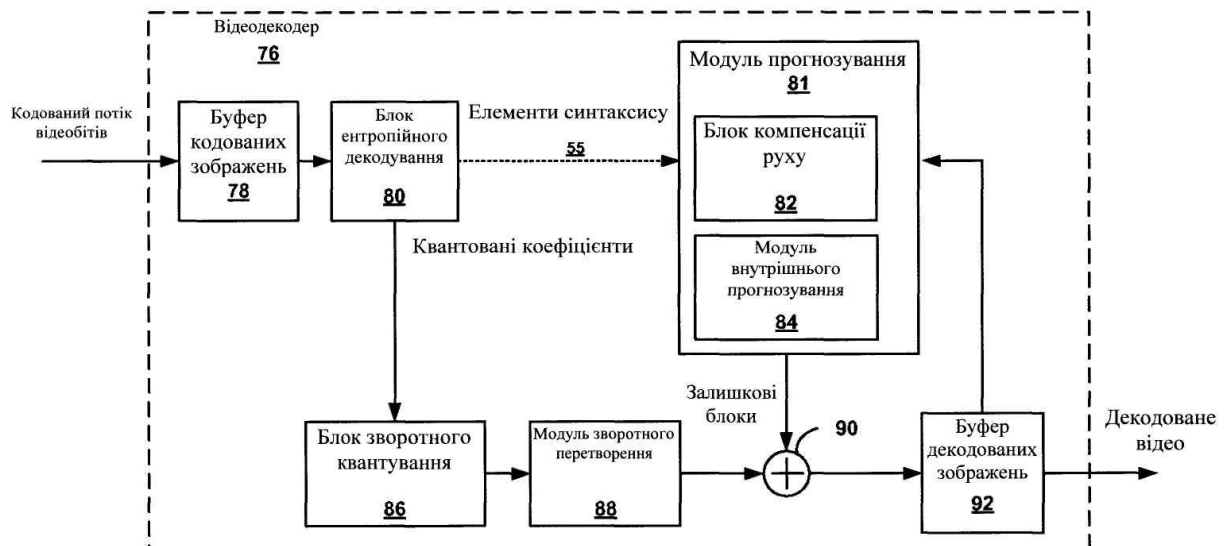 Відеодекодер
76
Кодований потік
відеобітів
Буфер
кодованих
зображень
78
Блок
ентропійного
декодування
80
Елементи синтаксису
55
Модуль прогнозування
81
Блок компенсації
руху
82
Модуль
внутрішнього
прогнозування
84
Квантовані коефіцієнти
Залишкові
блоки
90
Блок зворотного
квантування
86
Модуль зворотного
перетворення
88
Буфер
декодованих
зображень
92
Декодоване
відео